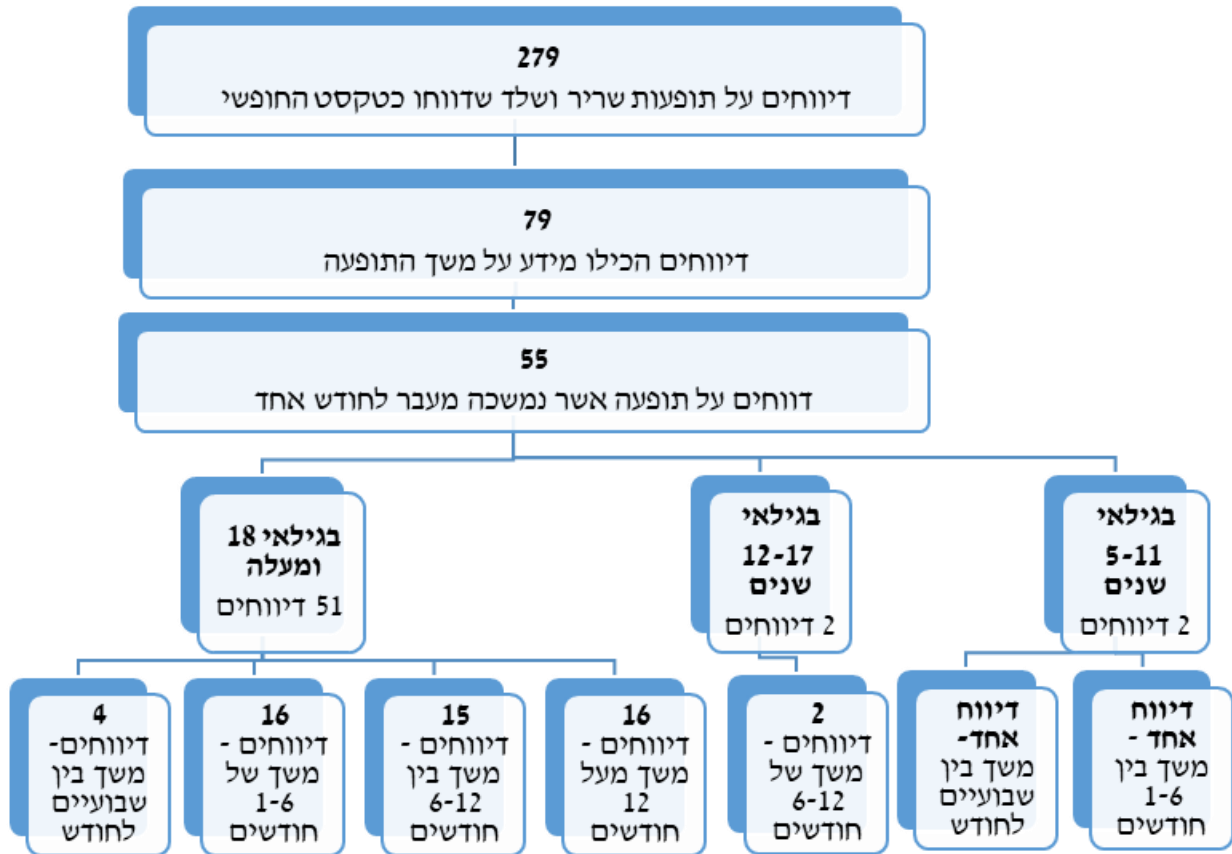 279
דיווחים על תופעות שריר ושלד שדווחו כטקסט החופשי
79
דיווחים הכילו מידע על משך התופעה
55
דווחים על תופעה אשר נמשכה מעבר לחודש אחד
בגילאי
5-11
שנים
2 דיווחים
בגילאי
12-17
שנים
2 דיווחים
בגילאי 18
ומעלה
51 דיווחים
דיווח
אחד -
משך בין
1-6
חודשים
דיווח
אחד-
משך בין
שבועיים
לחודש
2
דיווחים -
משך של
6-12
חודשים
16
דיווחים -
משך מעל
12
חודשים
15
דיווחים -
משך בין
6-12
חודשים
16
דיווחים -
משך של
1-6
חודשים
4
דיווחים-
משך בין
שבועיים
לחודש